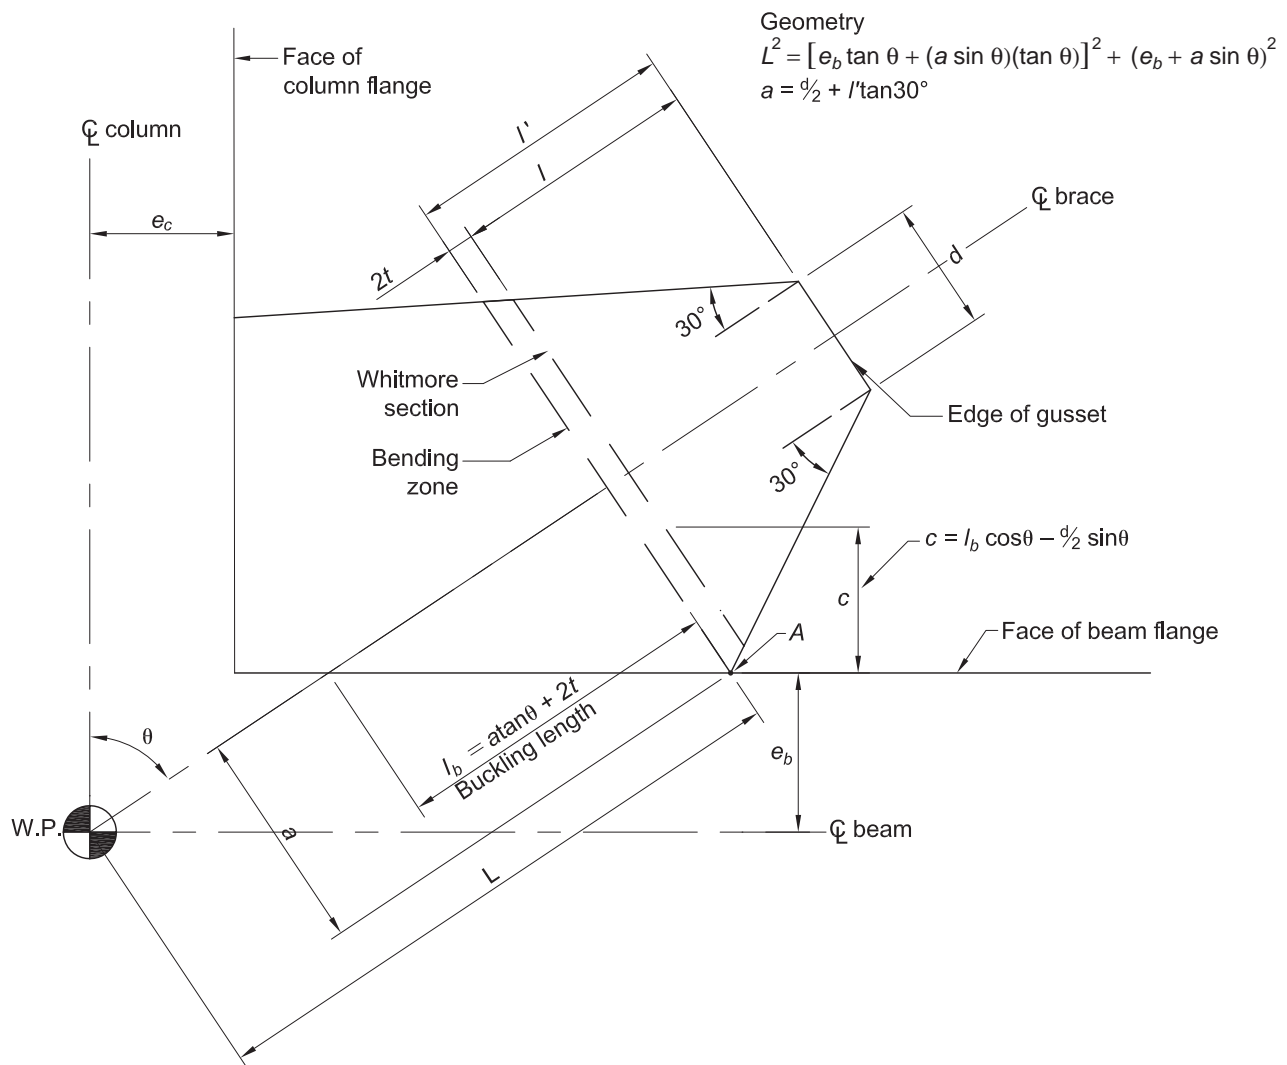 Geometry
L² = [e_b tan θ + (a sin θ)(tan θ)]² + (e_b + a sin θ)²
a = d/2 + l'tan30°
Face of
column flange
℄ column
e_c
l'
l
2t
℄ brace
d
30°
Whitmore
section
Bending
zone
Edge of gusset
30°
c = l_b cosθ – d/2 sinθ
c
A
Face of beam flange
l_b = atanθ + 2t
Buckling length
θ
e_b
W.P.
a
℄ beam
L